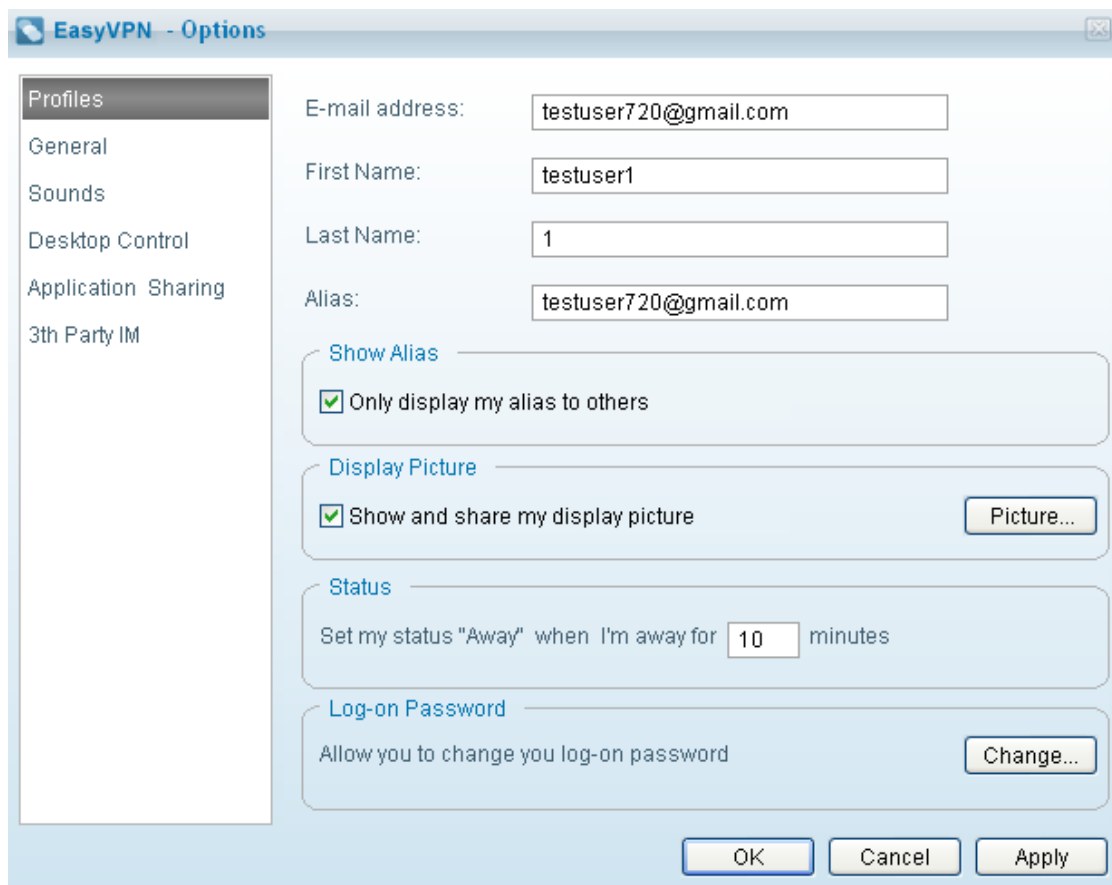 EasyVPN - Options
Profiles
General
Sounds
Desktop Control
Application Sharing
3th Party IM
E-mail address: testuser720@gmail.com
First Name: testuser1
Last Name: 1
Alias: testuser720@gmail.com
Show Alias
Only display my alias to others
Display Picture
Show and share my display picture Picture...
Status
Set my status "Away" when I'm away for 10 minutes
Log-on Password
Allow you to change you log-on password Change...
OK Cancel Apply